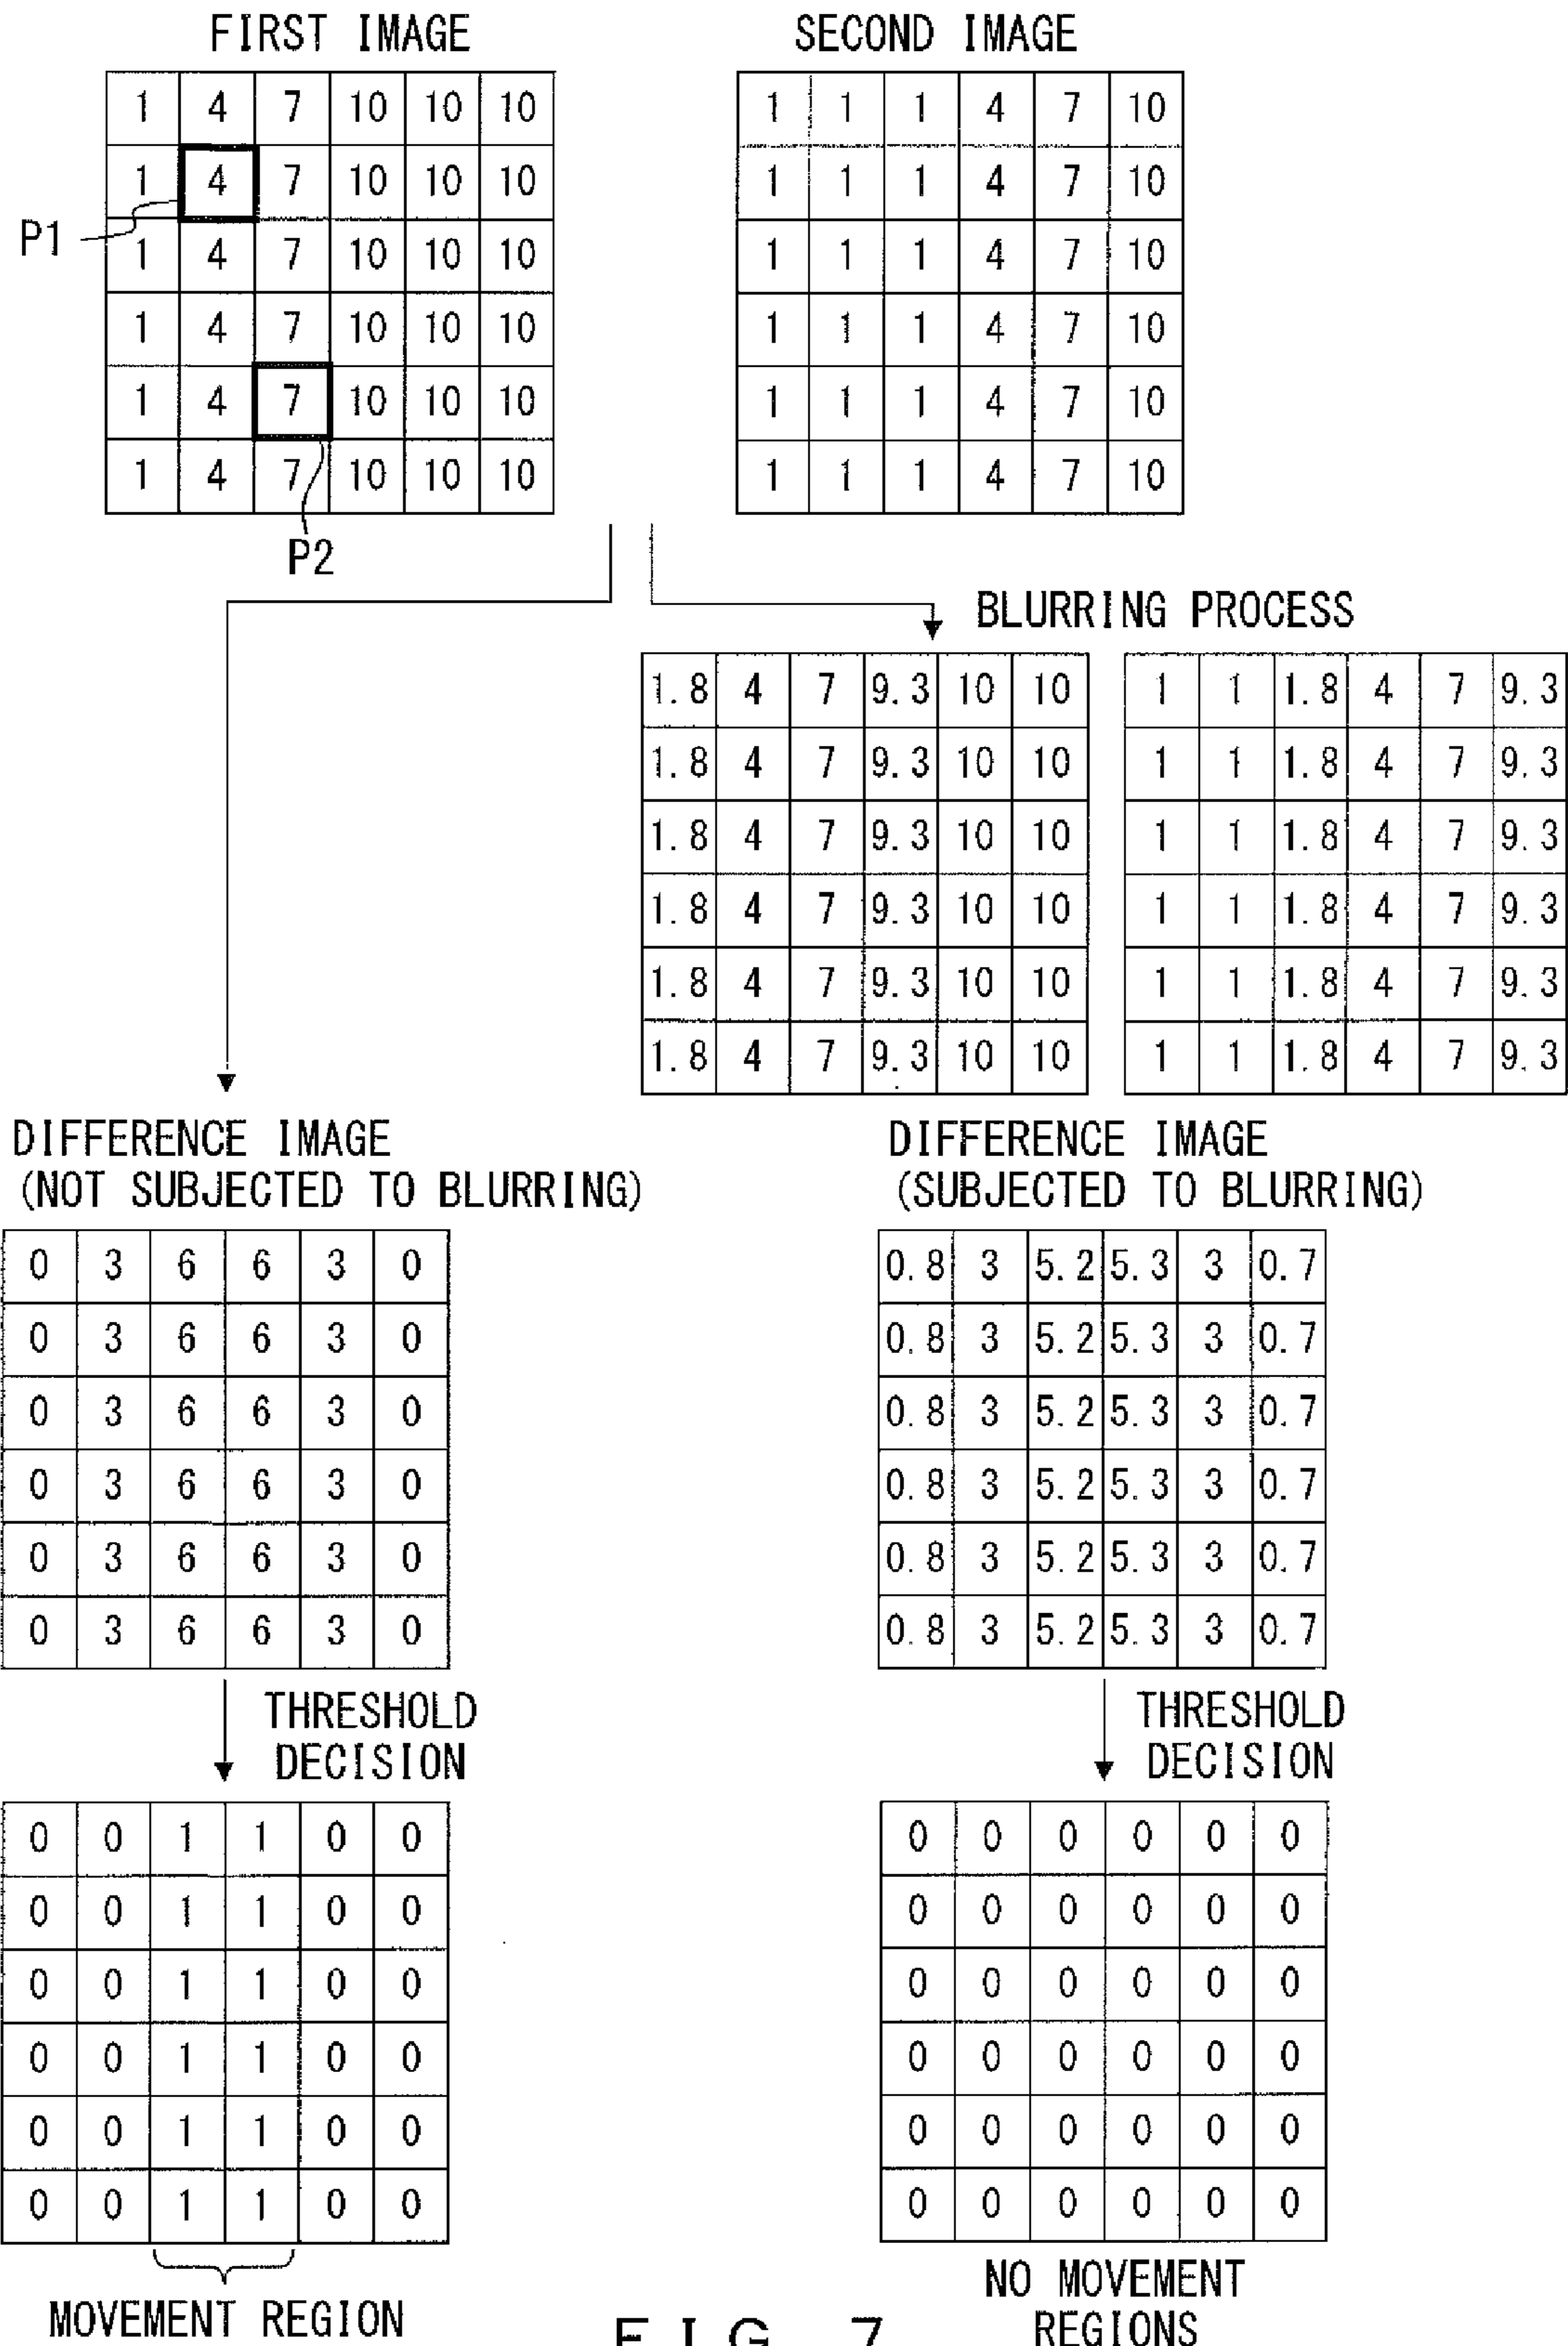 FIRST IMAGE
SECOND IMAGE
1 4 7 10 10 10
1 4 7 10 10 10
1 4 7 10 10 10
1 4 7 10 10 10
1 4 7 10 10 10
1 4 7 10 10 10
P1
P2
1 1 1 4 7 10
1 1 1 4 7 10
1 1 1 4 7 10
1 1 1 4 7 10
1 1 1 4 7 10
1 1 1 4 7 10
BLURRING PROCESS
1.8 4 7 9.3 10 10
1.8 4 7 9.3 10 10
1.8 4 7 9.3 10 10
1.8 4 7 9.3 10 10
1.8 4 7 9.3 10 10
1.8 4 7 9.3 10 10
1 1 1.8 4 7 9.3
1 1 1.8 4 7 9.3
1 1 1.8 4 7 9.3
1 1 1.8 4 7 9.3
1 1 1.8 4 7 9.3
1 1 1.8 4 7 9.3
DIFFERENCE IMAGE
(NOT SUBJECTED TO BLURRING)
0 3 6 6 3 0
0 3 6 6 3 0
0 3 6 6 3 0
0 3 6 6 3 0
0 3 6 6 3 0
0 3 6 6 3 0
THRESHOLD
DECISION
0 0 1 1 0 0
0 0 1 1 0 0
0 0 1 1 0 0
0 0 1 1 0 0
0 0 1 1 0 0
0 0 1 1 0 0
MOVEMENT REGION
DIFFERENCE IMAGE
(SUBJECTED TO BLURRING)
0.8 3 5.2 5.3 3 0.7
0.8 3 5.2 5.3 3 0.7
0.8 3 5.2 5.3 3 0.7
0.8 3 5.2 5.3 3 0.7
0.8 3 5.2 5.3 3 0.7
0.8 3 5.2 5.3 3 0.7
THRESHOLD
DECISION
0 0 0 0 0 0
0 0 0 0 0 0
0 0 0 0 0 0
0 0 0 0 0 0
0 0 0 0 0 0
0 0 0 0 0 0
NO MOVEMENT
REGIONS
FIG. 7